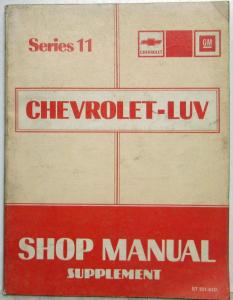 Series 11
CHEVROLET
GM
CHEVROLET-LUV
SHOP MANUAL
SUPPLEMENT